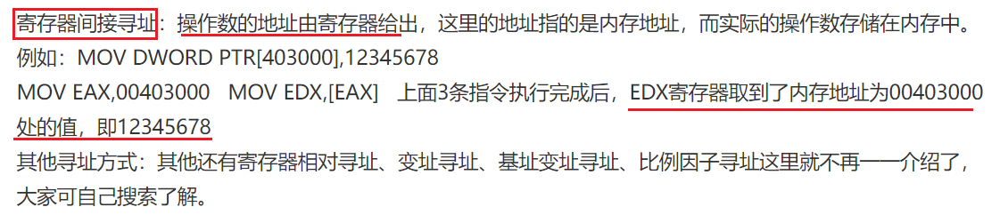 寄存器间接寻址：操作数的地址由寄存器给出，这里的地址指的是内存地址，而实际的操作数存储在内存中。
例如：MOV DWORD PTR[403000],12345678
MOV EAX,00403000 MOV EDX,[EAX] 上面3条指令执行完成后，EDX寄存器取到了内存地址为00403000
处的值，即12345678
其他寻址方式：其他还有寄存器相对寻址、变址寻址、基址变址寻址、比例因子寻址这里就不再一一介绍了，
大家可自己搜索了解。